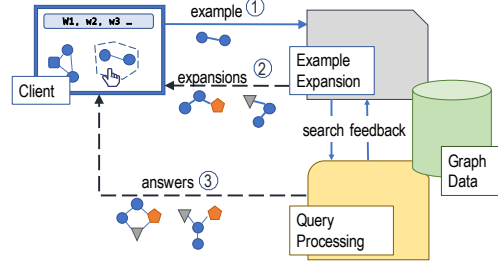 W1, w2, w3 …
example ①
Example
Expansion
Client
expansions ②
search feedback
Graph
Data
answers ③
Query
Processing